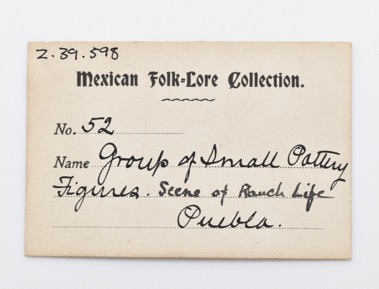 Z.39.598
Mexican Folk-Lore Collection.
No. 52
Name Group of Small Pottery
Figures. Scene of Ranch Life
Puebla.